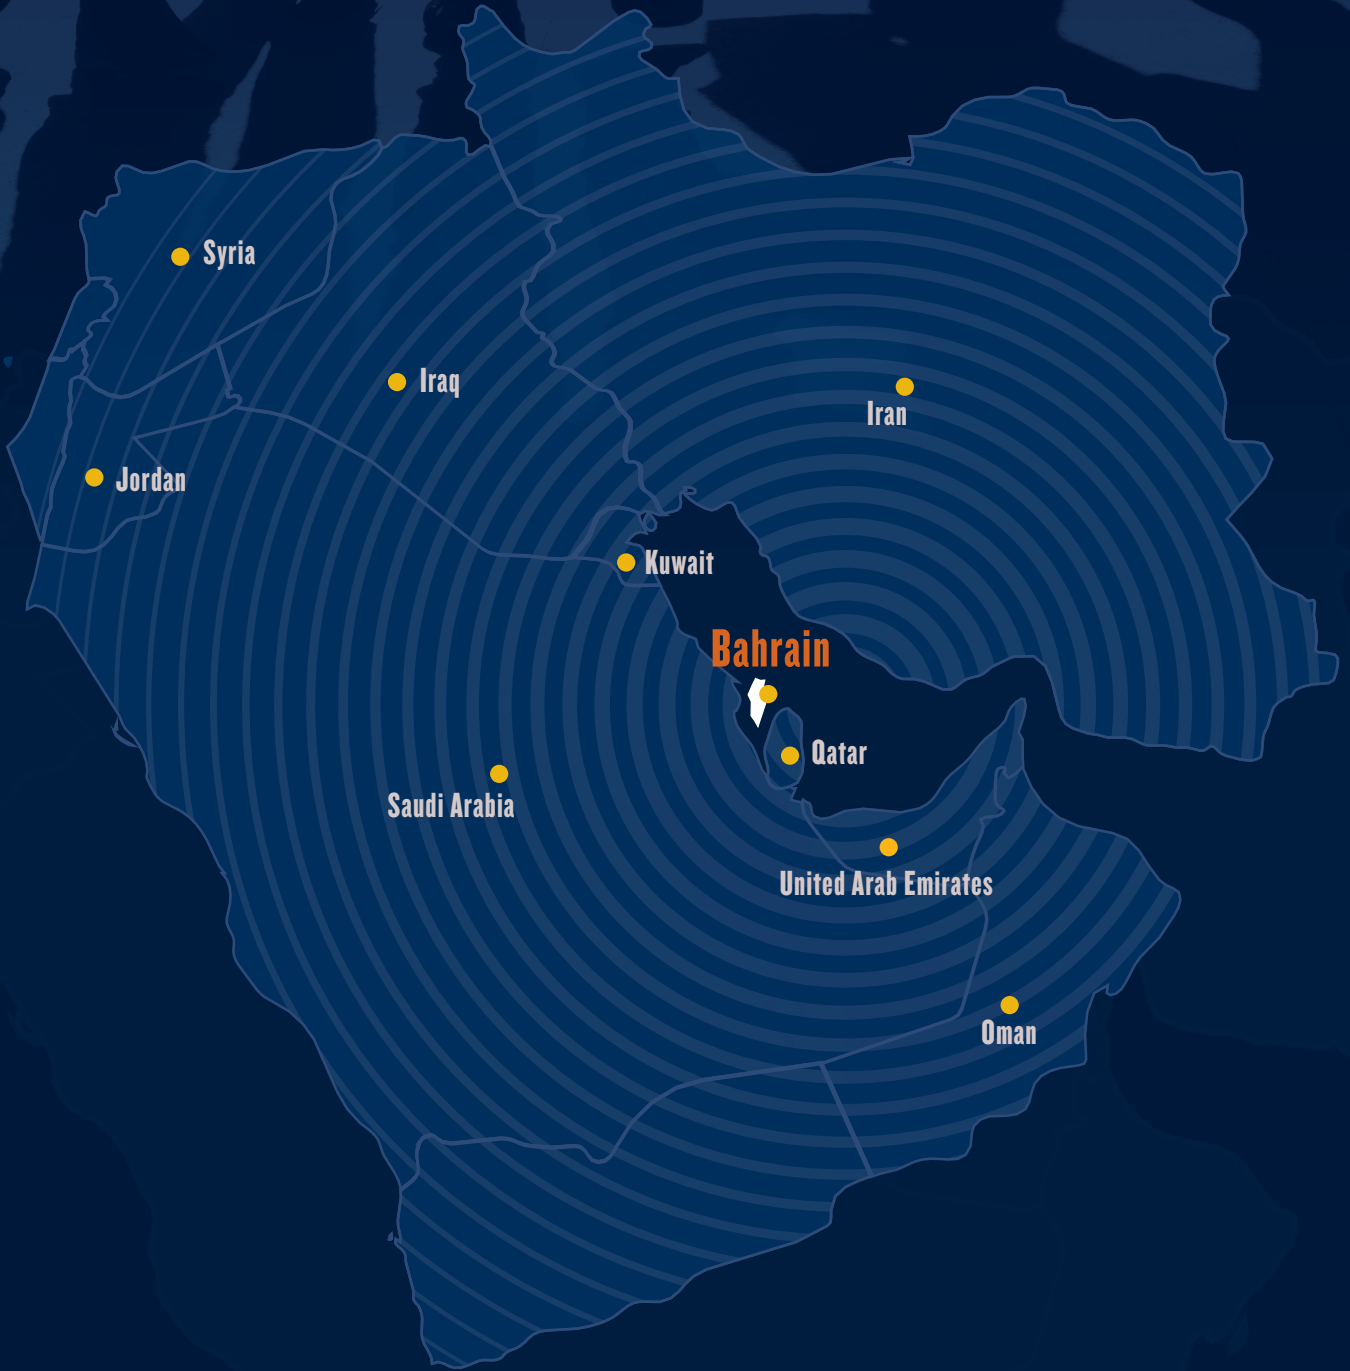 Syria
Iraq
Iran
Jordan
Kuwait
Bahrain
Qatar
Saudi Arabia
United Arab Emirates
Oman